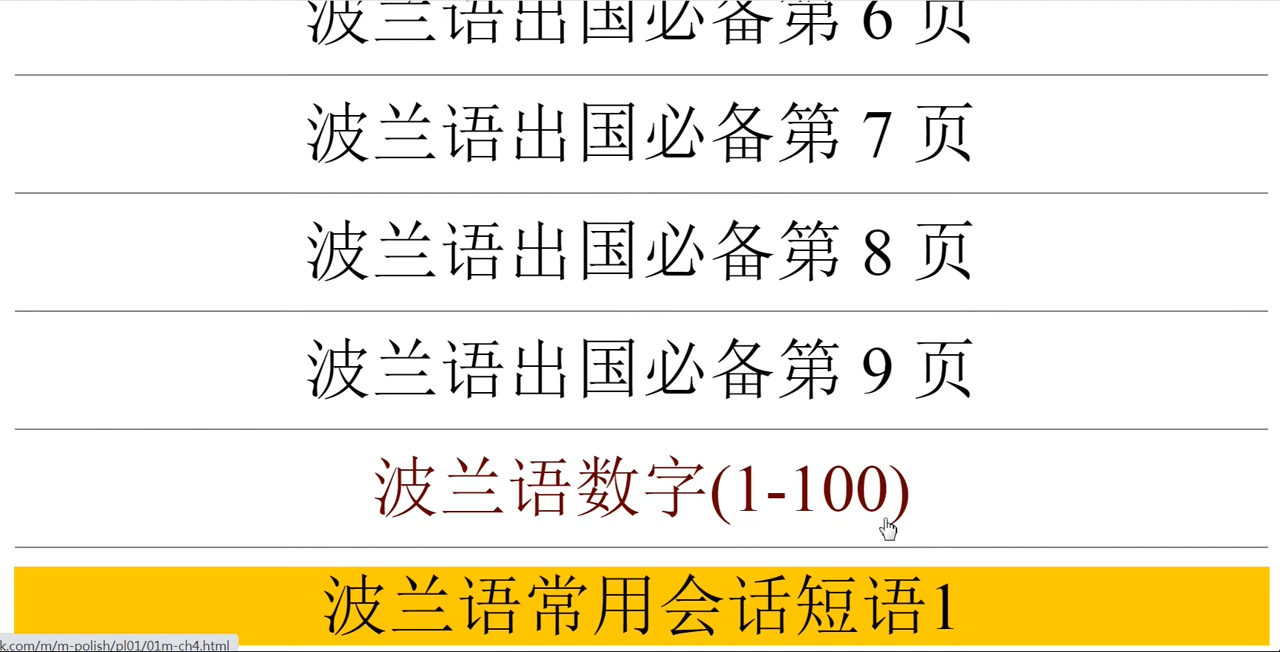 波兰语出国必备第 6 页
波兰语出国必备第 7 页
波兰语出国必备第 8 页
波兰语出国必备第 9 页
波兰语数字(1-100)
波兰语常用会话短语1
k.com/m/m-polish/pl01/01m-ch4.html